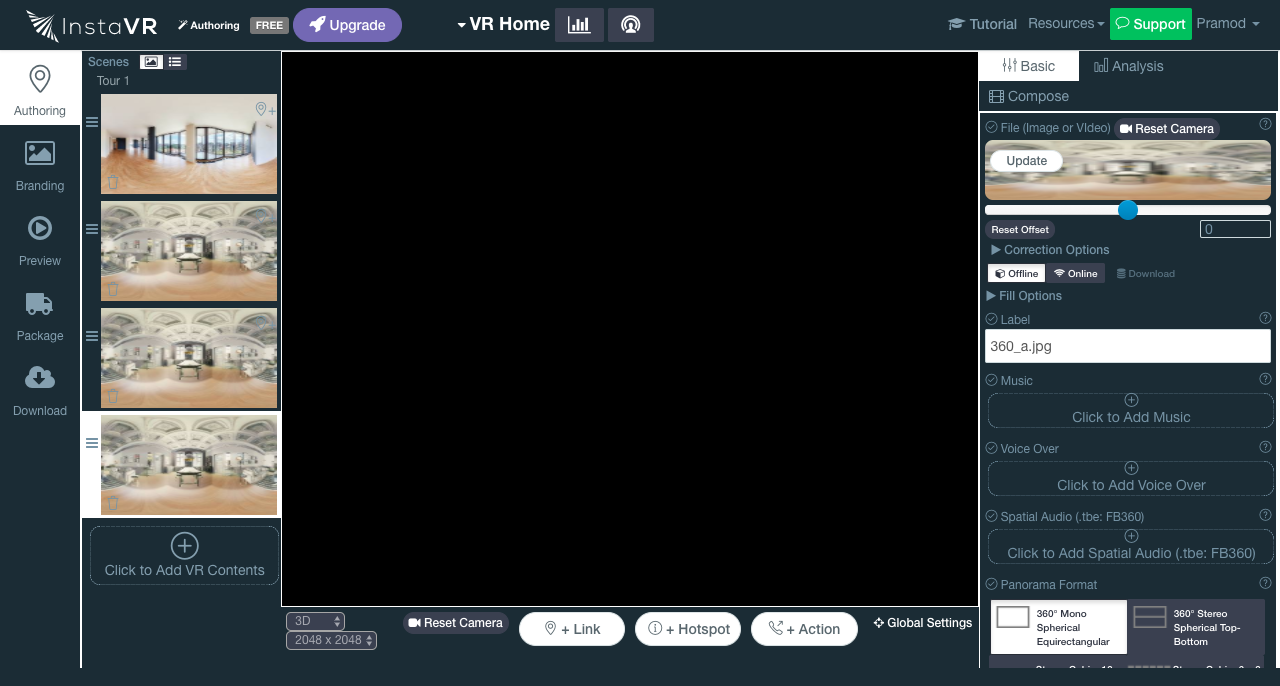 InstaVR
Authoring
FREE
Upgrade
VR Home
Tutorial
Resources
Support
Pramod
Authoring
Branding
Preview
Package
Download
Scenes
Tour 1
Click to Add VR Contents
3D
2048 x 2048
Reset Camera
+ Link
+ Hotspot
+ Action
Global Settings
Basic
Analysis
Compose
File (Image or VIdeo)
Reset Camera
Update
Reset Offset
0
Correction Options
Offline
Online
Download
Fill Options
Label
360_a.jpg
Music
Click to Add Music
Voice Over
Click to Add Voice Over
Spatial Audio (.tbe: FB360)
Click to Add Spatial Audio (.tbe: FB360)
Panorama Format
360° Mono
Spherical
Equirectangular
360° Stereo
Spherical Top-
Bottom